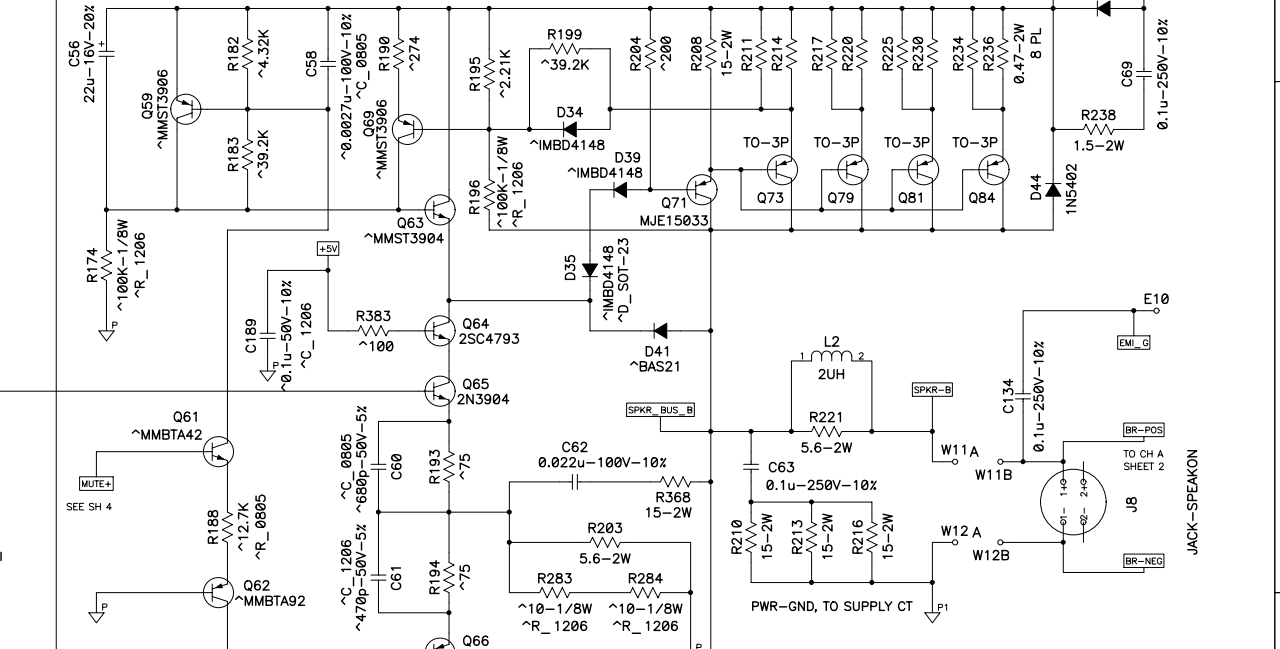 C56
22u-16V-20%
+
Q59
^MMST3906
R182
^4.32K
R183
^39.2K
C58
^0.0027u-100V-10%
^C_0805
R190
^274
Q69
^MMST3906
R195
^2.21K
R196
^100K-1/8W
^R_1206
R199
^39.2K
D34
^IMBD4148
D39
^IMBD4148
R204
^200
R208
15-2W
R211
R214
R217
R220
R225
R230
R234
R236
0.47-2W
8 PL
C69
0.1u-250V-10%
R238
1.5-2W
TO-3P
TO-3P
TO-3P
TO-3P
Q71
MJE15033
Q73
Q79
Q81
Q84
D44
1N5402
Q63
^MMST3904
R174
^100K-1/8W
^R_1206
P
+5V
C189
^0.1u-50V-10%
^C_1206
P
R383
^100
Q64
2SC4793
D35
^IMBD4148
^D_SOT-23
D41
^BAS21
Q65
2N3904
Q61
^MMBTA42
MUTE+
SEE SH 4
R188
^12.7K
^R_0805
Q62
^MMBTA92
P
^C_0805
^680p-50V-5%
C60
R193
^75
^C_1206
^470p-50V-5%
C61
R194
^75
Q66
C62
0.022u-100V-10%
R368
15-2W
R203
5.6-2W
R283
^10-1/8W
^R_1206
R284
^10-1/8W
^R_1206
P
SPKR_BUS_B
L2
1
2
2UH
R221
5.6-2W
SPKR-B
C63
0.1u-250V-10%
R210
15-2W
R213
15-2W
R216
15-2W
PWR-GND, TO SUPPLY CT
P1
E10
EMI_G
C134
0.1u-250V-10%
W11A
W11B
W12A
W12B
BR-POS
TO CH A
SHEET 2
1+
2+
1-
2-
J8
JACK-SPEAKON
BR-NEG